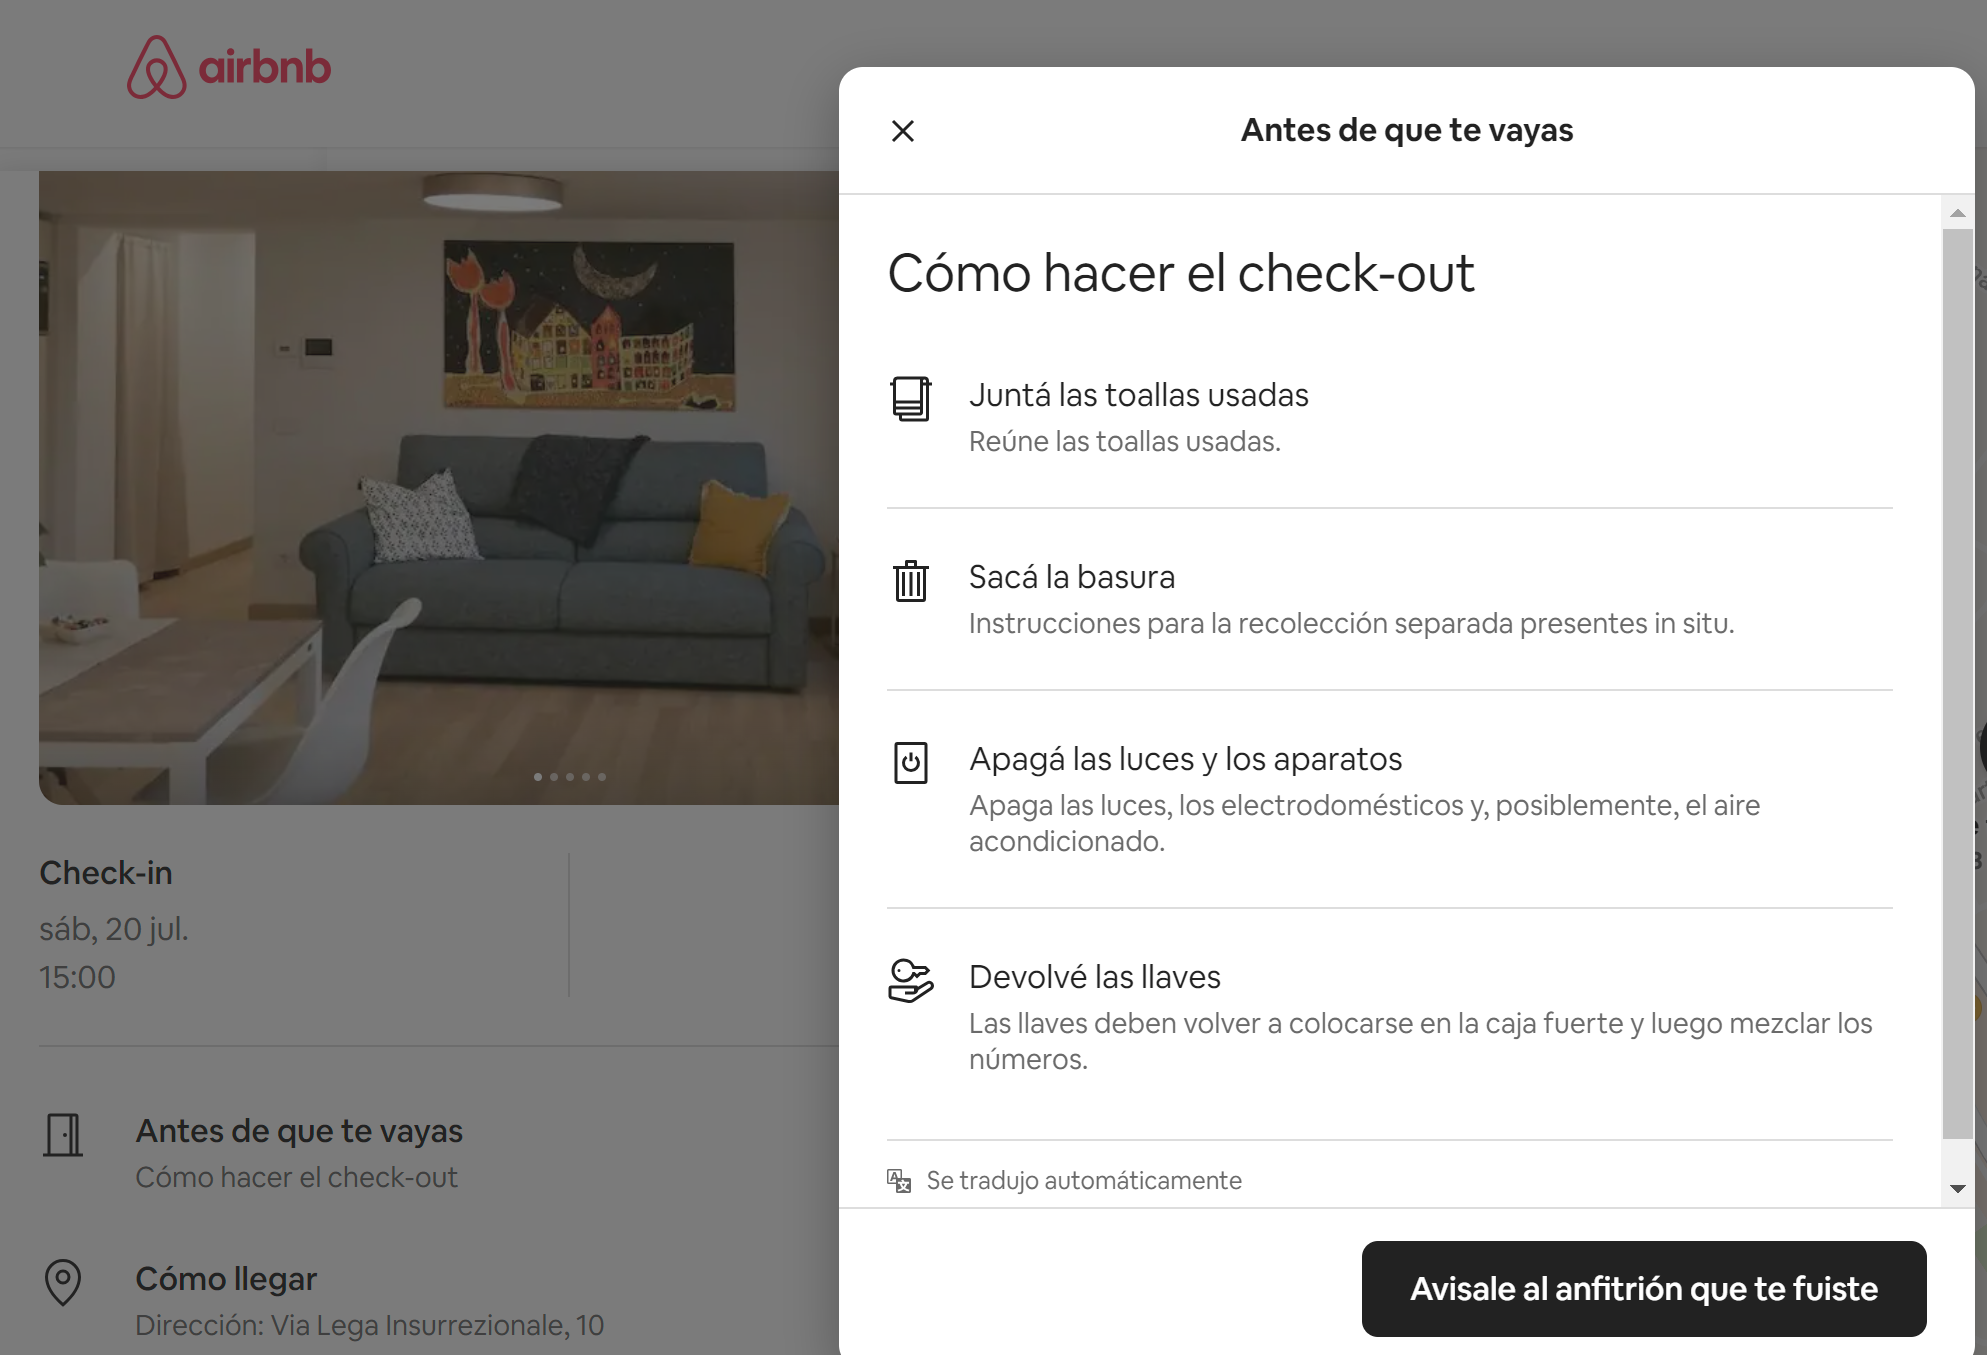 airbnb
Check-in
sáb, 20 jul.
15:00
Antes de que te vayas
Cómo hacer el check-out
Cómo llegar
Dirección: Via Lega Insurrezionale, 10
Antes de que te vayas
Cómo hacer el check-out
Juntá las toallas usadas
Reúne las toallas usadas.
Sacá la basura
Instrucciones para la recolección separada presentes in situ.
Apagá las luces y los aparatos
Apaga las luces, los electrodomésticos y, posiblemente, el aire
acondicionado.
Devolvé las llaves
Las llaves deben volver a colocarse en la caja fuerte y luego mezclar los
números.
Se tradujo automáticamente
Avisale al anfitrión que te fuiste